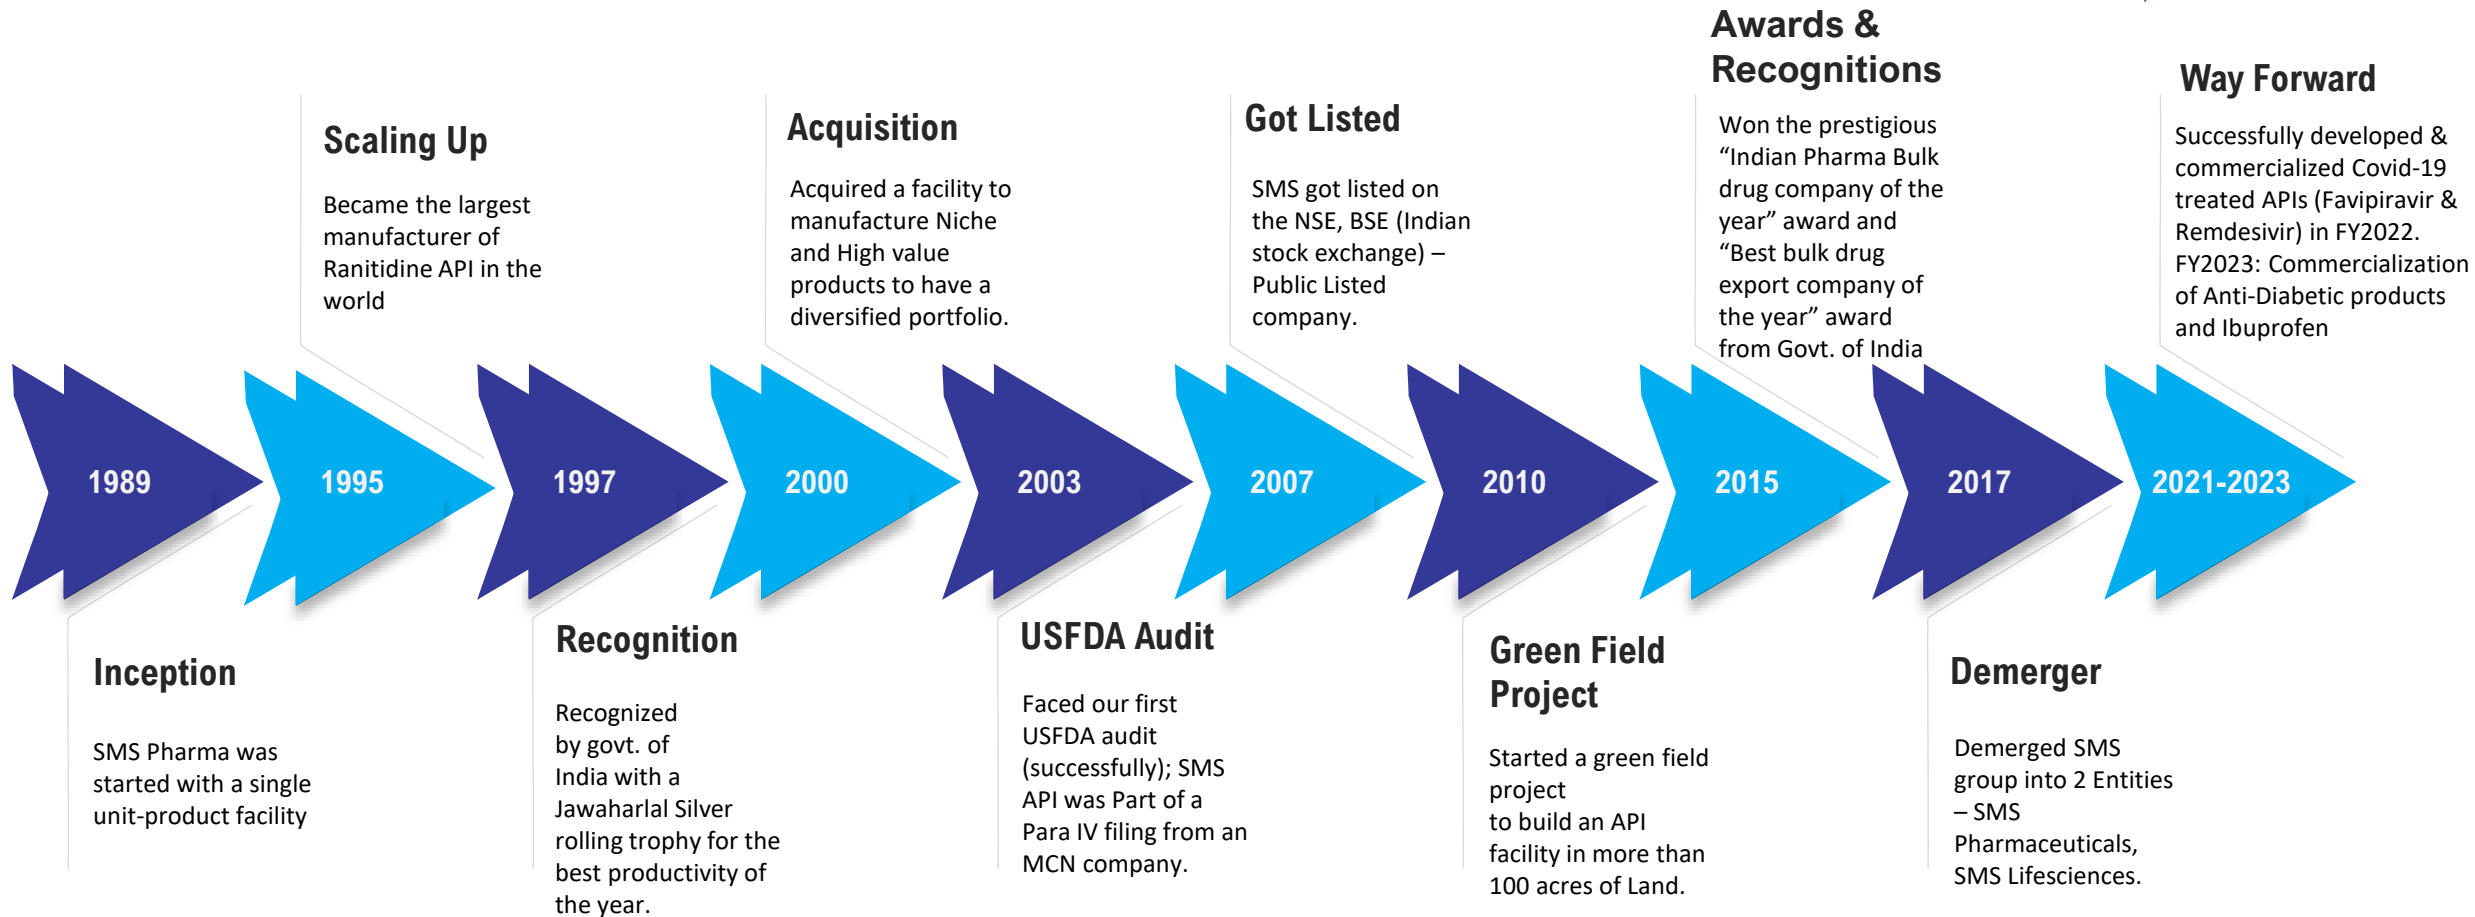 Scaling Up
Became the largest
manufacturer of
Ranitidine API in the
world
Acquisition
Acquired a facility to
manufacture Niche
and High value
products to have a
diversified portfolio.
Got Listed
SMS got listed on
the NSE, BSE (Indian
stock exchange) –
Public Listed
company.
Awards &
Recognitions
Won the prestigious
“Indian Pharma Bulk
drug company of the
year” award and
“Best bulk drug
export company of
the year” award
from Govt. of India
Way Forward
Successfully developed &
commercialized Covid-19
treated APIs (Favipiravir &
Remdesivir) in FY2022.
FY2023: Commercialization
of Anti-Diabetic products
and Ibuprofen
1989
1995
1997
2000
2003
2007
2010
2015
2017
2021-2023
Inception
SMS Pharma was
started with a single
unit-product facility
Recognition
Recognized
by govt. of
India with a
Jawaharlal Silver
rolling trophy for the
best productivity of
the year.
USFDA Audit
Faced our first
USFDA audit
(successfully); SMS
API was Part of a
Para IV filing from an
MCN company.
Green Field
Project
Started a green field
project
to build an API
facility in more than
100 acres of Land.
Demerger
Demerged SMS
group into 2 Entities
– SMS
Pharmaceuticals,
SMS Lifesciences.